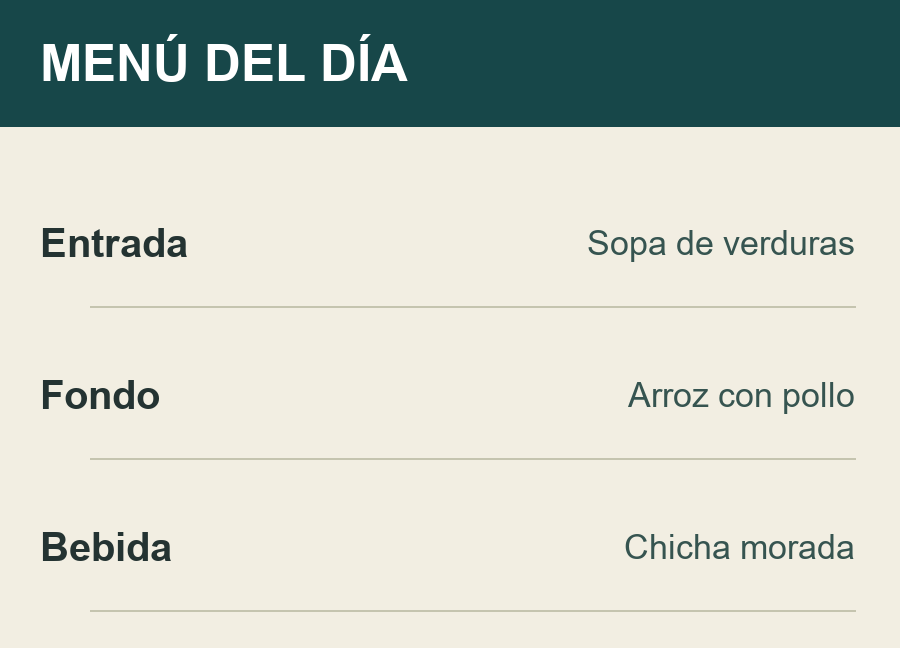 MENÚ DEL DÍA
Entrada Sopa de verduras
Fondo Arroz con pollo
Bebida Chicha morada